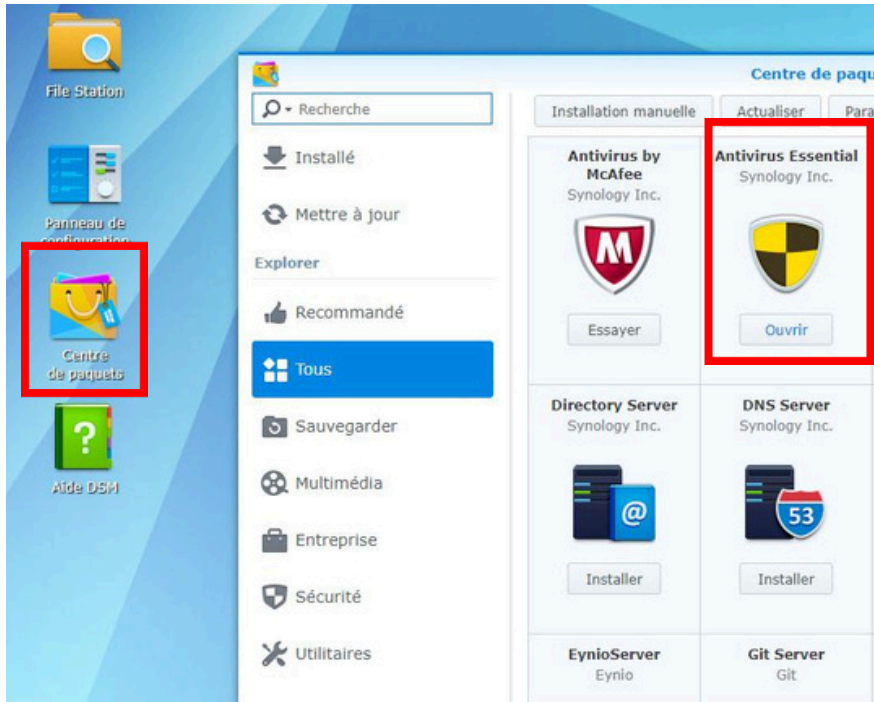 File Station
Panneau de
configuration
Centre
de paquets
Aide DSM
Centre de paqu
Recherche
Installé
Mettre à jour
Explorer
Recommandé
Tous
Sauvegarder
Multimédia
Entreprise
Sécurité
Utilitaires
Installation manuelle
Actualiser
Para
Antivirus by
McAfee
Synology Inc.
M
Essayer
Antivirus Essential
Synology Inc.
Ouvrir
Directory Server
Synology Inc.
@
Installer
DNS Server
Synology Inc.
53
Installer
EynioServer
Eynio
Git Server
Git